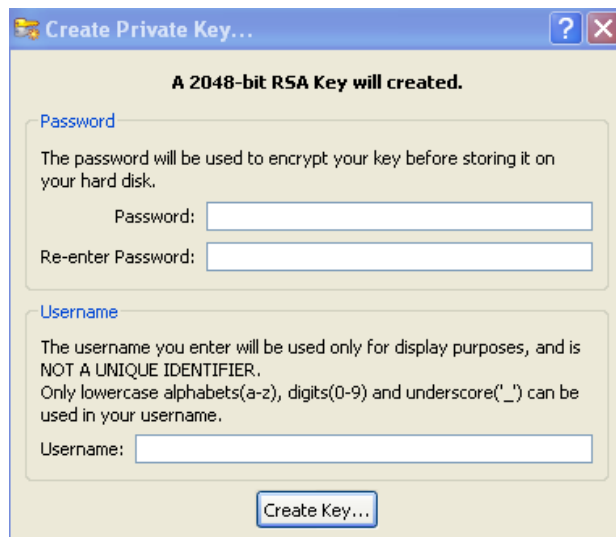 Create Private Key...
A 2048-bit RSA Key will created.
Password
The password will be used to encrypt your key before storing it on
your hard disk.
Password:
Re-enter Password:
Username
The username you enter will be used only for display purposes, and is
NOT A UNIQUE IDENTIFIER.
Only lowercase alphabets(a-z), digits(0-9) and underscore('_') can be
used in your username.
Username:
Create Key...